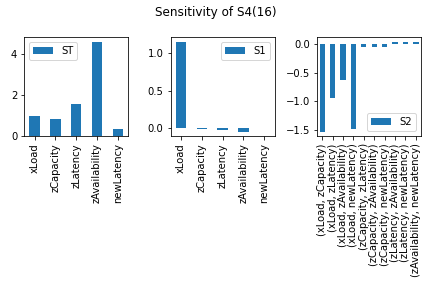 Sensitivity of S4(16)
ST
4
2
0
xLoad
zCapacity
zLatency
zAvailability
newLatency
S1
1.0
0.5
0.0
xLoad
zCapacity
zLatency
zAvailability
newLatency
S2
0.0
−0.5
−1.0
−1.5
(xLoad, zCapacity)
(xLoad, zLatency)
(xLoad, zAvailability)
(xLoad, newLatency)
(zCapacity, zLatency)
(zCapacity, zAvailability)
(zCapacity, newLatency)
(zLatency, zAvailability)
(zLatency, newLatency)
(zAvailability, newLatency)